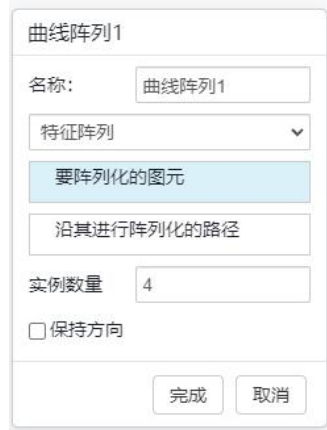 曲线阵列1
名称: 曲线阵列1
特征阵列
要阵列化的图元
沿其进行阵列化的路径
实例数量 4
保持方向
完成 取消